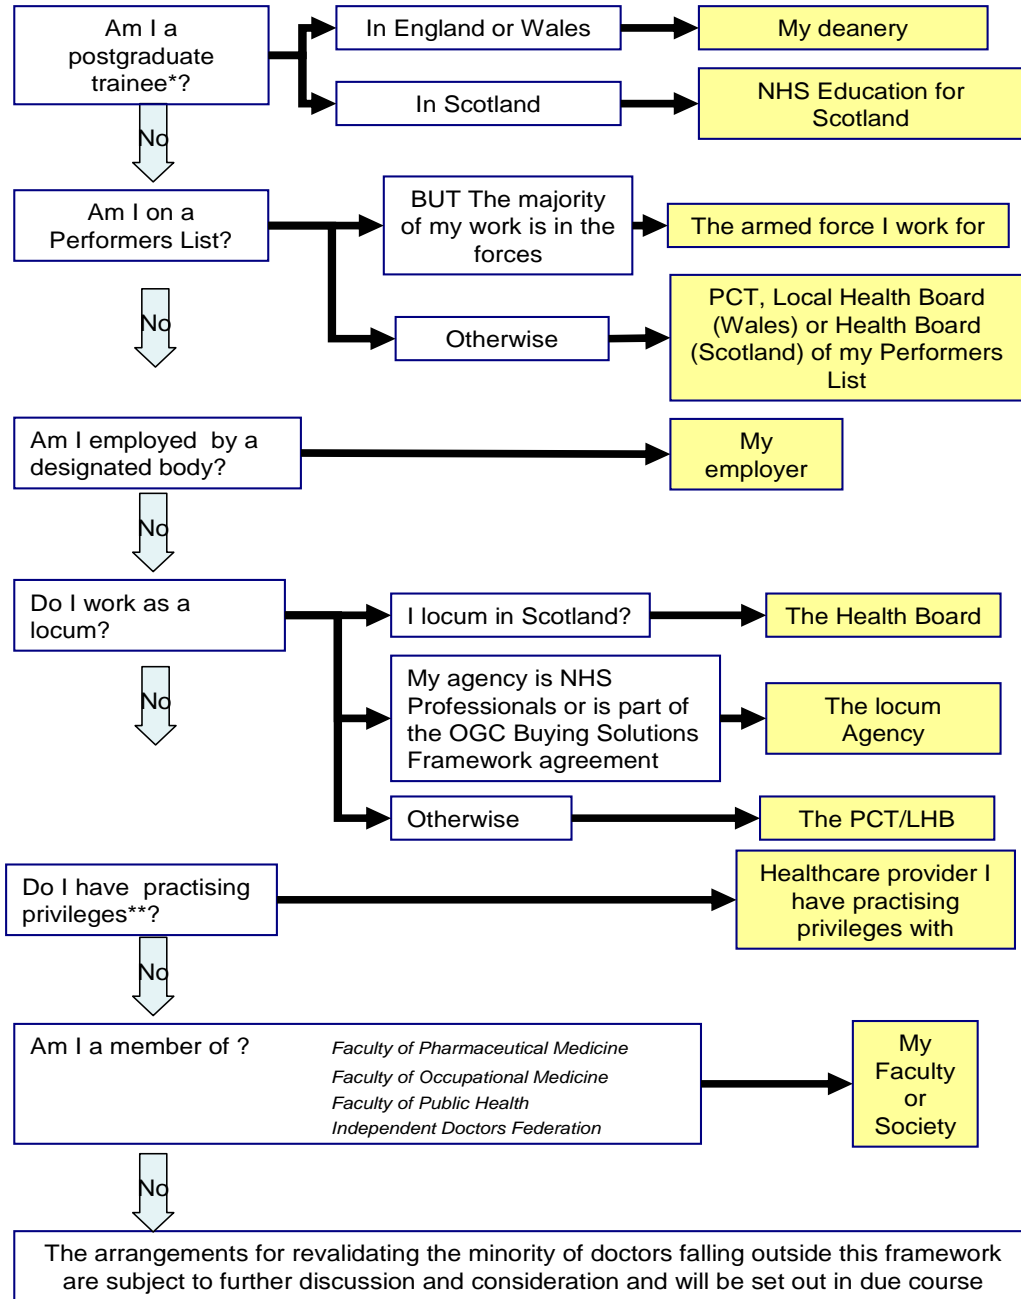 Am I a
postgraduate
trainee*?
In England or Wales
My deanery
In Scotland
NHS Education for
Scotland
No
Am I on a
Performers List?
BUT The majority
of my work is in the
forces
The armed force I work for
Otherwise
PCT, Local Health Board
(Wales) or Health Board
(Scotland) of my Performers
List
No
Am I employed by a
designated body?
My
employer
No
Do I work as a
locum?
I locum in Scotland?
The Health Board
My agency is NHS
Professionals or is part of
the OGC Buying Solutions
Framework agreement
The locum
Agency
Otherwise
The PCT/LHB
No
Do I have practising
privileges**?
Healthcare provider I
have practising
privileges with
No
Am I a member of ?
Faculty of Pharmaceutical Medicine
Faculty of Occupational Medicine
Faculty of Public Health
Independent Doctors Federation
My
Faculty
or
Society
No
The arrangements for revalidating the minority of doctors falling outside this framework
are subject to further discussion and consideration and will be set out in due course